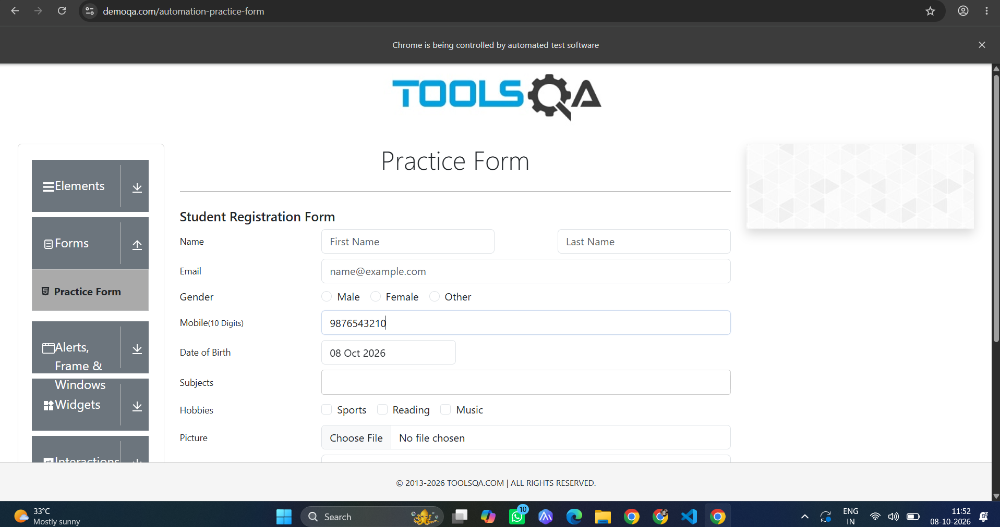 demoqa.com/automation-practice-form
Chrome is being controlled by automated test software
TOOLSQA
Elements
Forms
Practice Form
Alerts,
Frame &
Windows
Widgets
Interactions
Practice Form
Student Registration Form
Name
First Name
Last Name
Email
name@example.com
Gender
Male
Female
Other
Mobile(10 Digits)
9876543210
Date of Birth
08 Oct 2026
Subjects
Hobbies
Sports
Reading
Music
Picture
Choose File
No file chosen
© 2013-2026 TOOLSQA.COM | ALL RIGHTS RESERVED.
33°C
Mostly sunny
Search
10
ENG
IN
11:52
08-10-2026